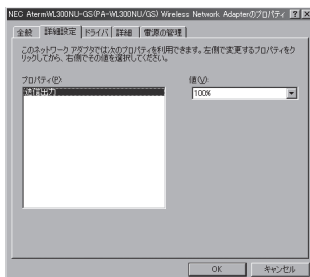 NEC AtermWL300NU-GS(PA-WL300NU/GS) Wireless Network Adapterのプロパティ
全般 詳細設定 ドライバ 詳細 電源の管理
このネットワーク アダプタでは次のプロパティを利用できます。左側で変更するプロパティをク
リックしてから、右側でその値を選択してください。
プロパティ(P): 値(V):
送信出力 100%
OK キャンセル